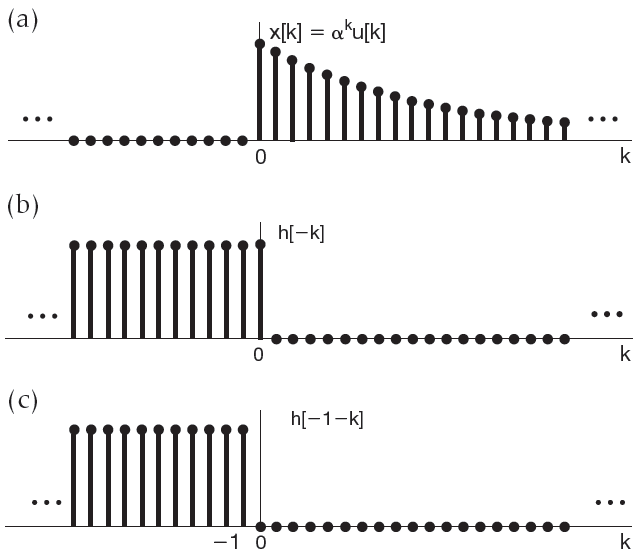 (a)
x[k] = α^k u[k]
...
...
0
k
(b)
h[−k]
...
...
0
k
(c)
h[−1−k]
...
...
−1 0
k